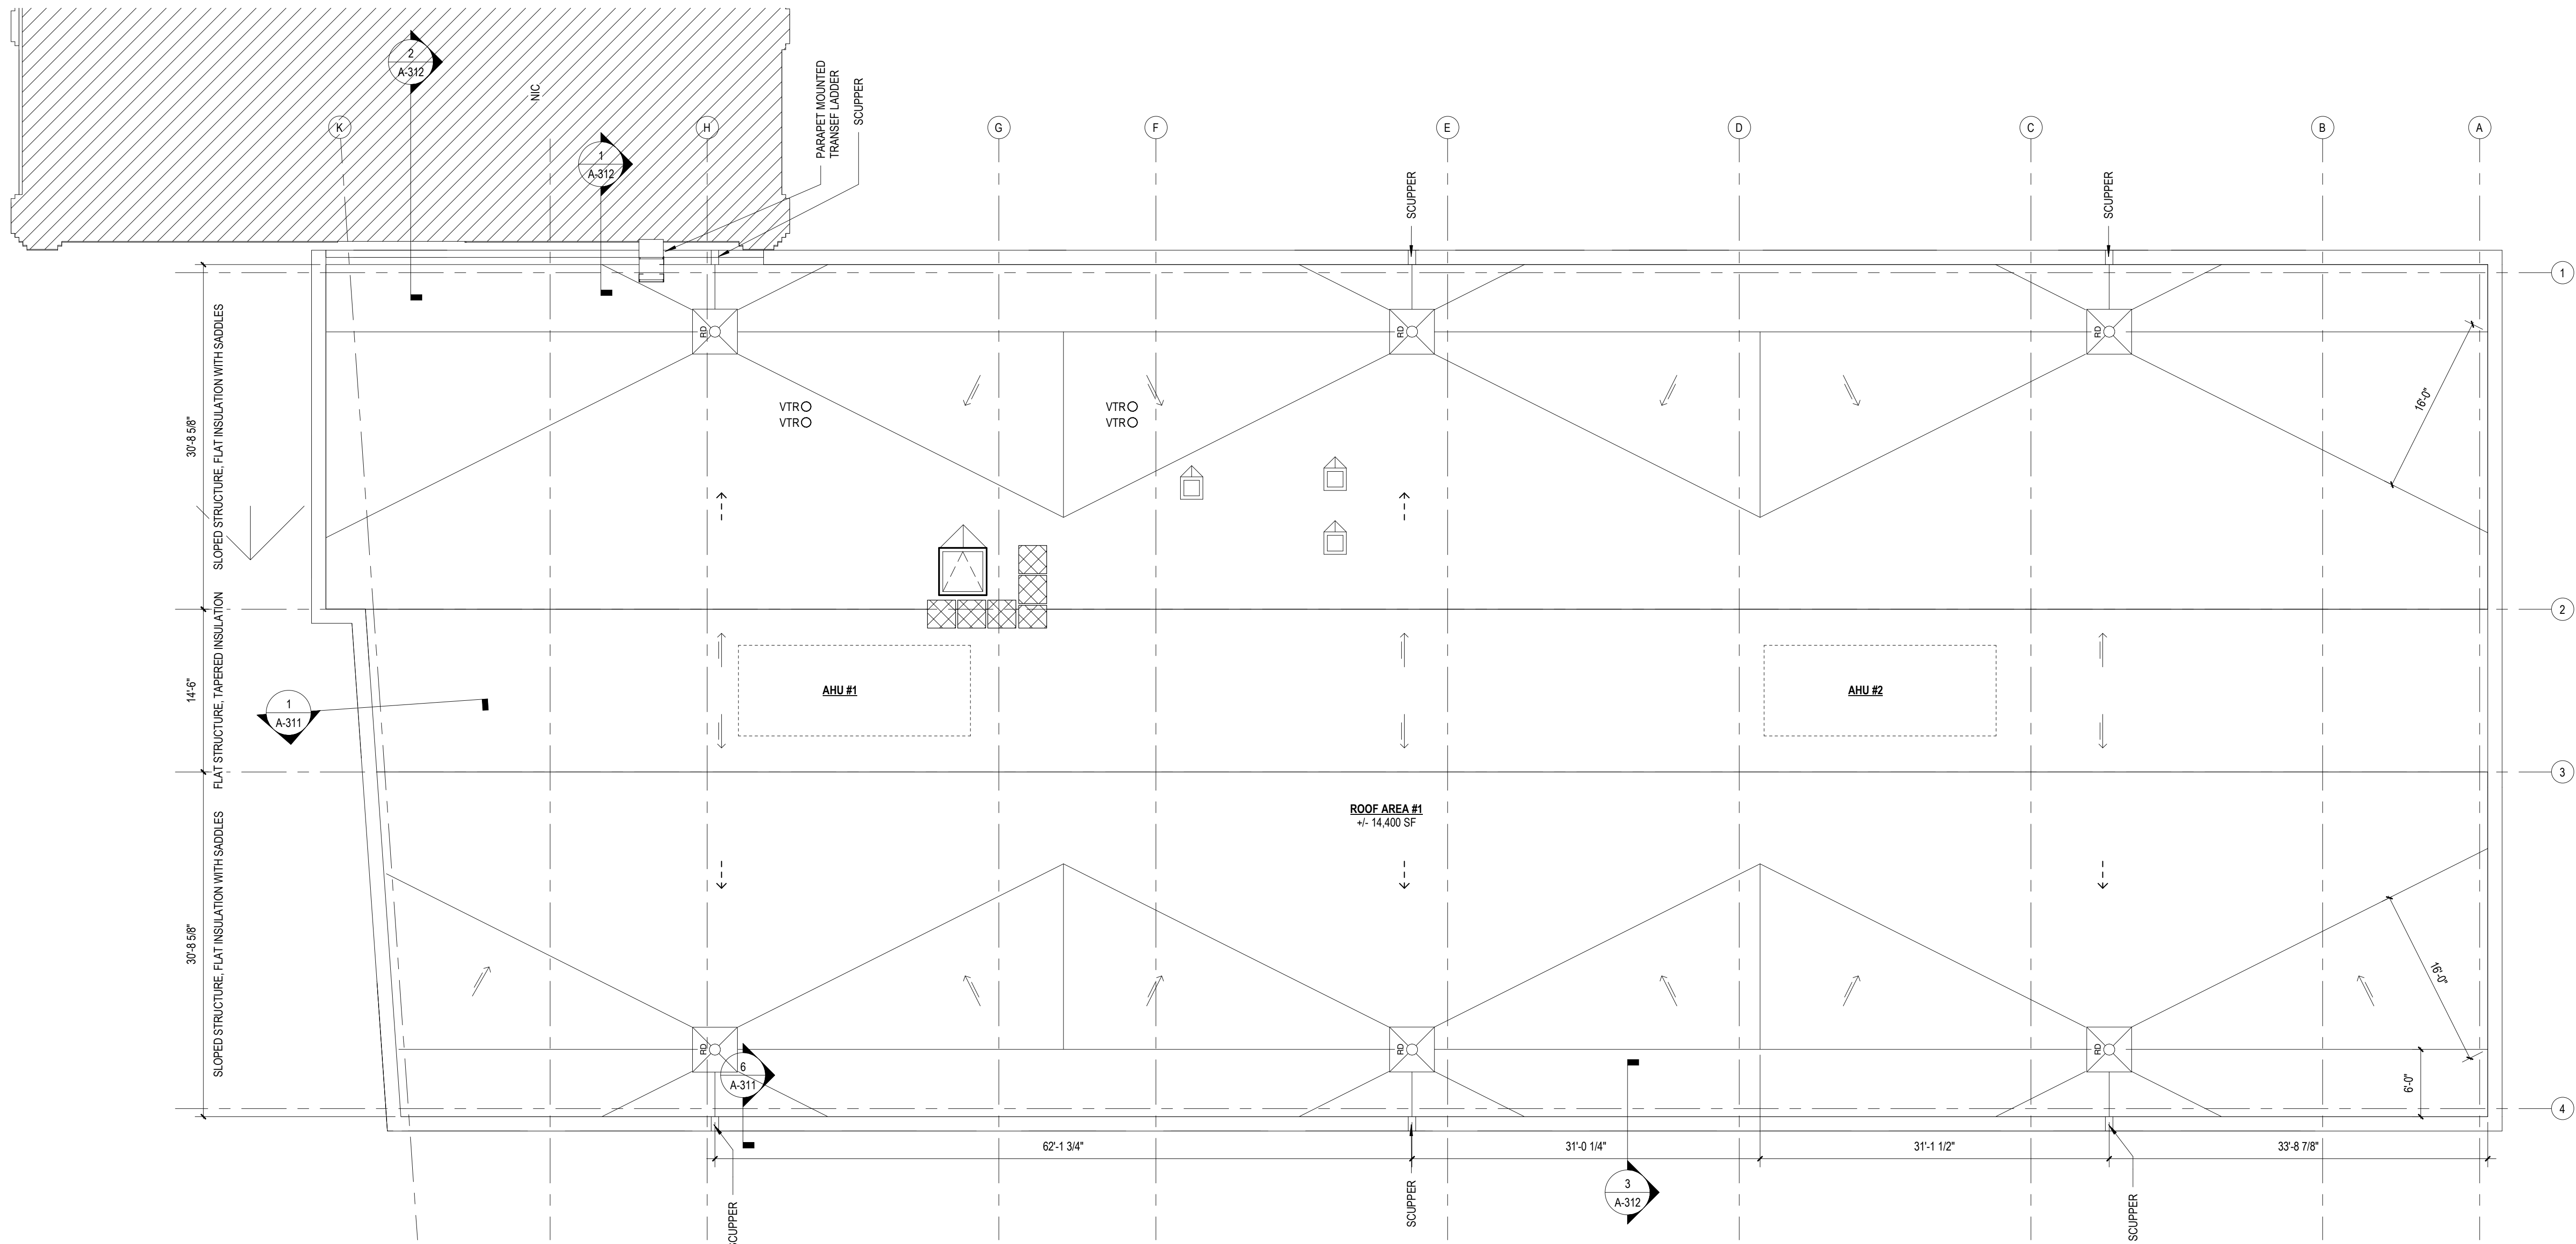 2
A-312
NIC
1
A-312
PARAPET MOUNTED
TRANSEF LADDER
SCUPPER
K
H
G
F
E
D
C
B
A
SCUPPER
SCUPPER
1
RD
RD
RD
16'-0"
30'-8 5/8"
SLOPED STRUCTURE, FLAT INSULATION WITH SADDLES
VTR
VTR
VTR
VTR
2
14'-6"
FLAT STRUCTURE, TAPERED INSULATION
1
A-311
AHU #1
AHU #2
3
ROOF AREA #1
+/- 14,400 SF
30'-8 5/8"
SLOPED STRUCTURE, FLAT INSULATION WITH SADDLES
16'-0"
RD
RD
RD
6
A-311
6'-0"
4
62'-1 3/4"
31'-0 1/4"
31'-1 1/2"
33'-8 7/8"
3
A-312
SCUPPER
SCUPPER
SCUPPER